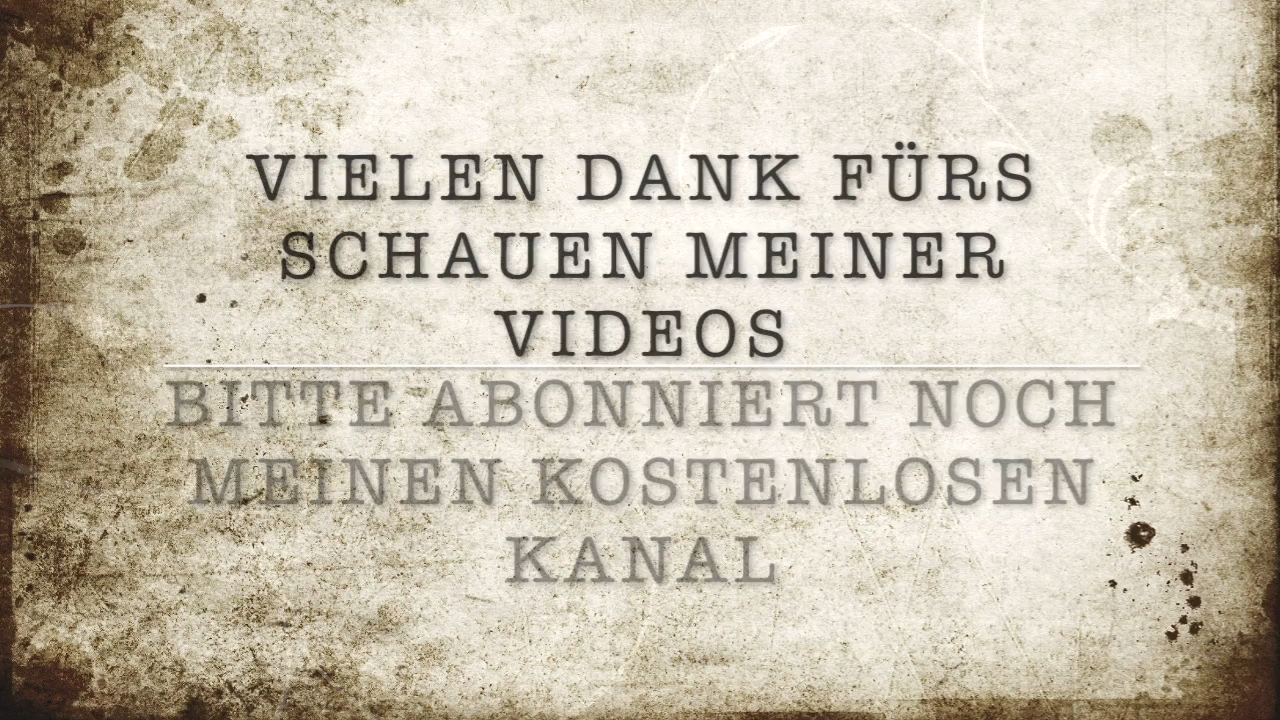 VIELEN DANK FÜRS
SCHAUEN MEINER
VIDEOS
BITTE ABONNIERT NOCH
MEINEN KOSTENLOSEN
KANAL